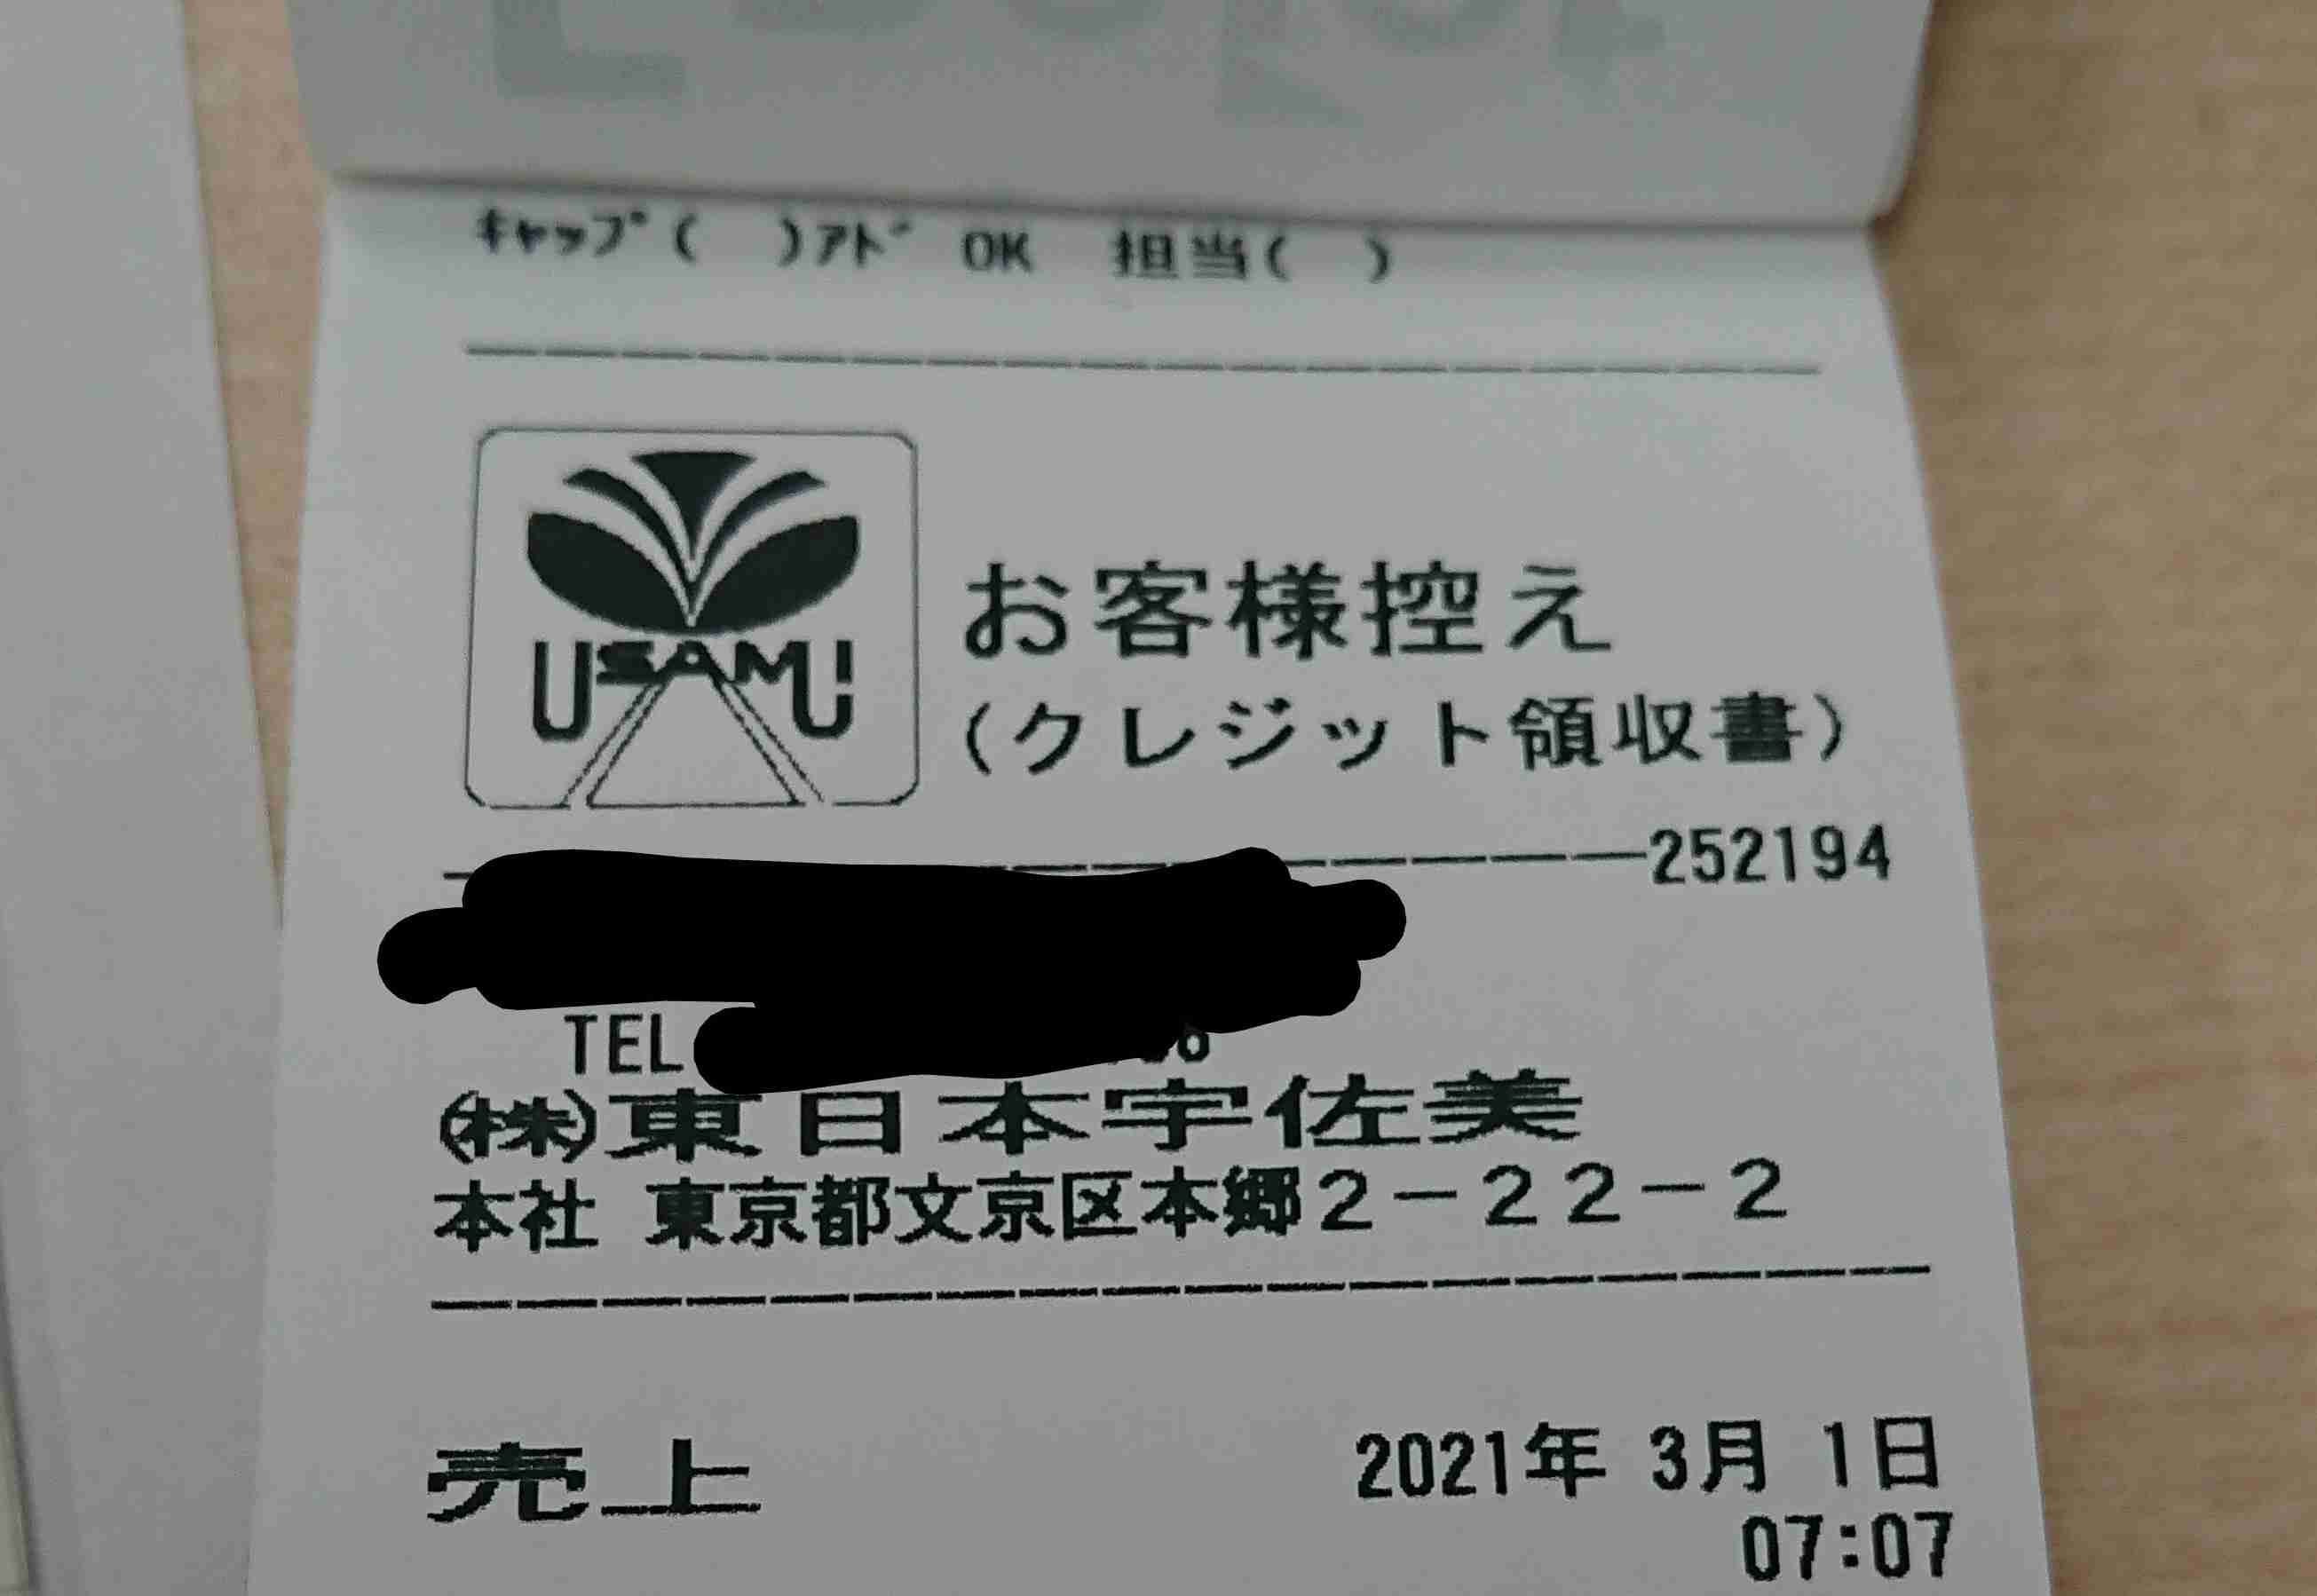 ｷｬｯﾌﾟ(　)ｱﾄﾞ OK 担当(　)
USAMI
お客様控え
(クレジット領収書)
252194
TEL
㈱東日本宇佐美
本社 東京都文京区本郷２－２２－２
売上 2021年 3月 1日
07:07